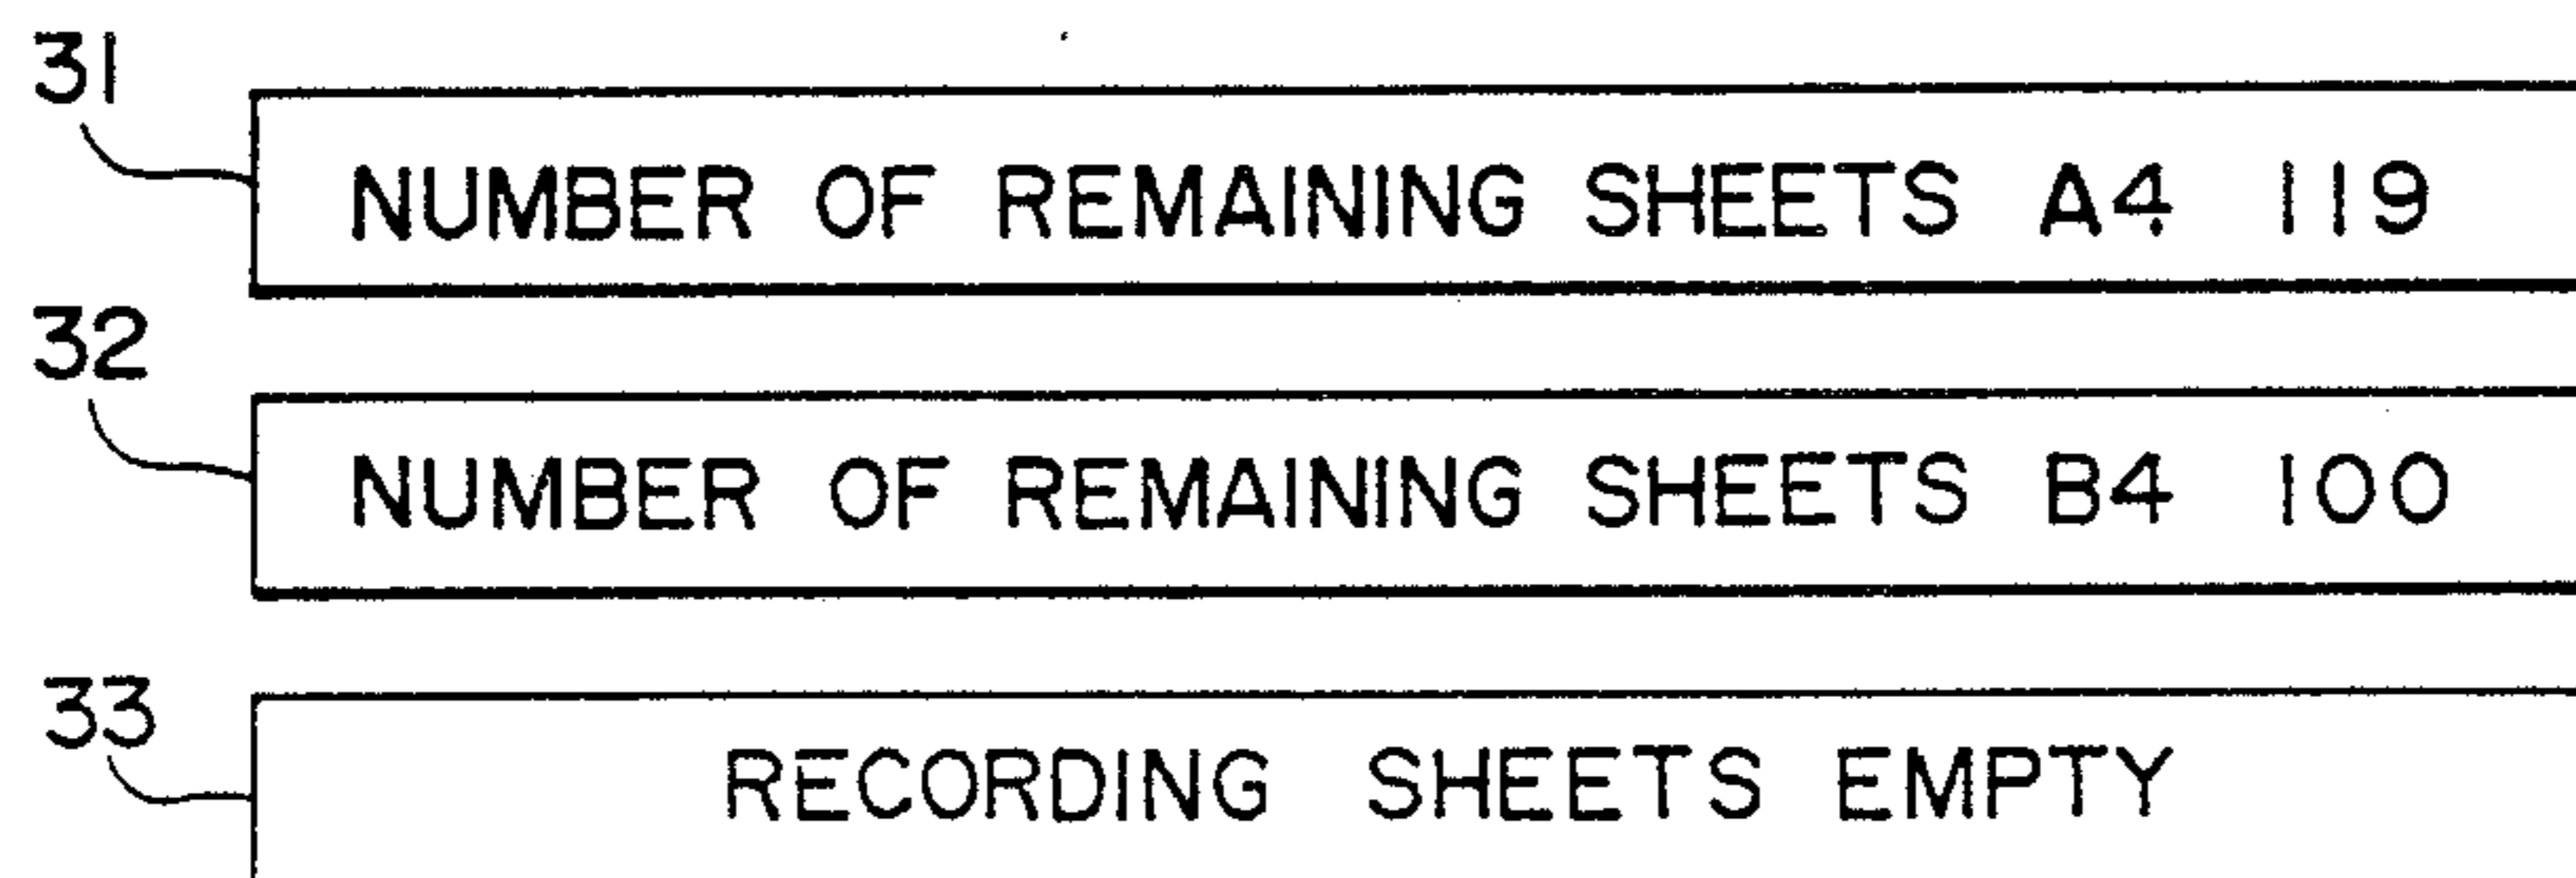 31
NUMBER OF REMAINING SHEETS A4 119
32
NUMBER OF REMAINING SHEETS B4 100
33
RECORDING SHEETS EMPTY